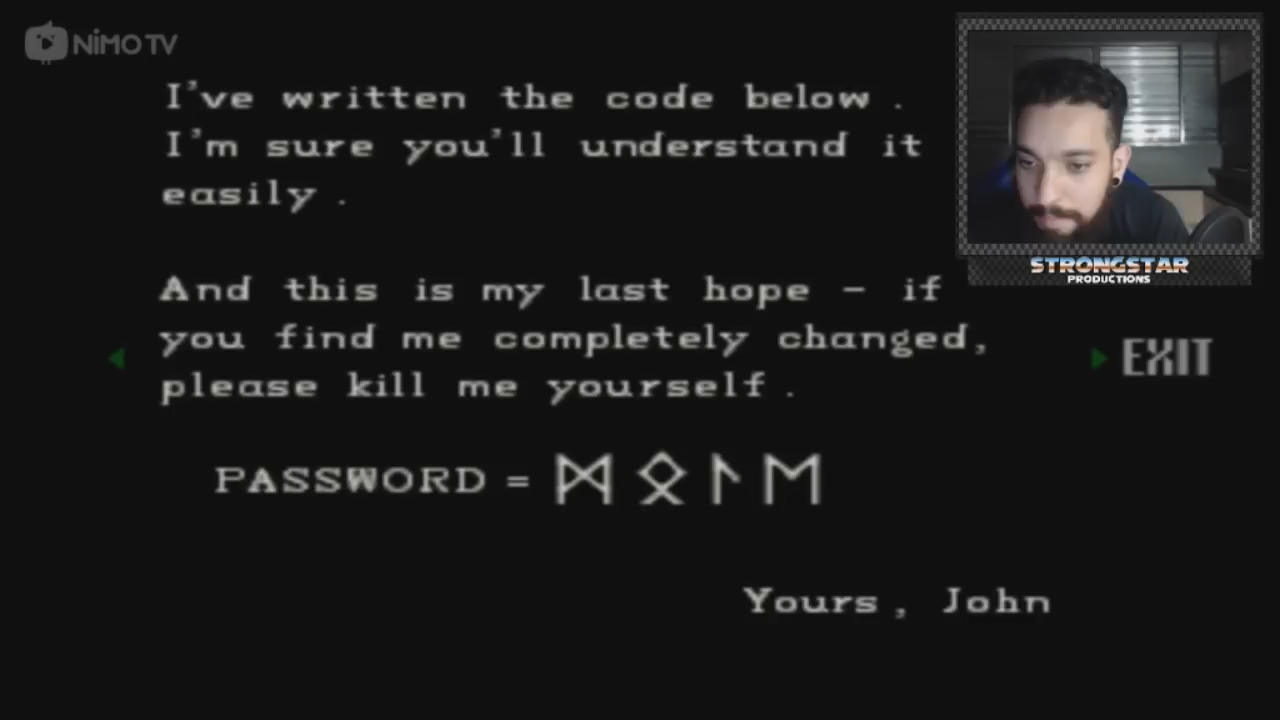 NIMO TV
I've written the code below .
I'm sure you'll understand it
easily .
And this is my last hope - if
you find me completely changed,
please kill me yourself .
PASSWORD = ᛗᛟᛚᛖ
Yours, John
EXIT
STRONGSTAR
PRODUCTIONS